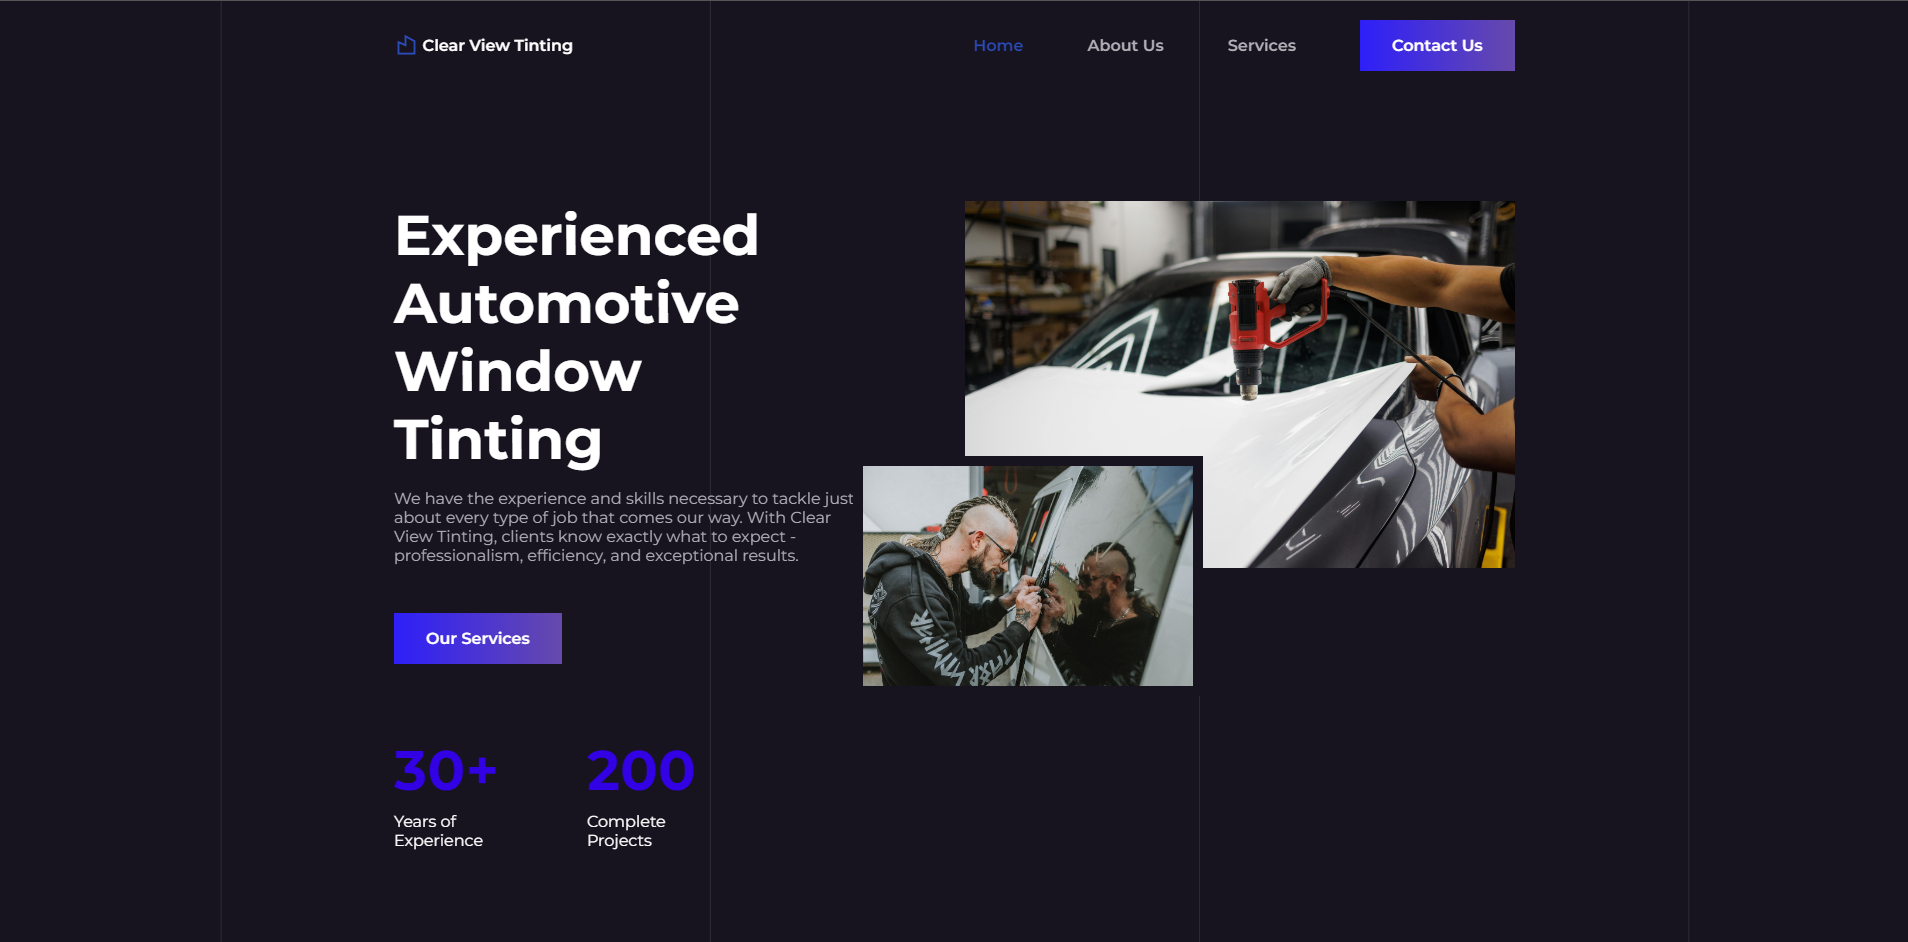 Clear View Tinting
Home
About Us
Services
Contact Us
Experienced
Automotive
Window
Tinting
We have the experience and skills necessary to tackle just
about every type of job that comes our way. With Clear
View Tinting, clients know exactly what to expect -
professionalism, efficiency, and exceptional results.
Our Services
30+
Years of
Experience
200
Complete
Projects